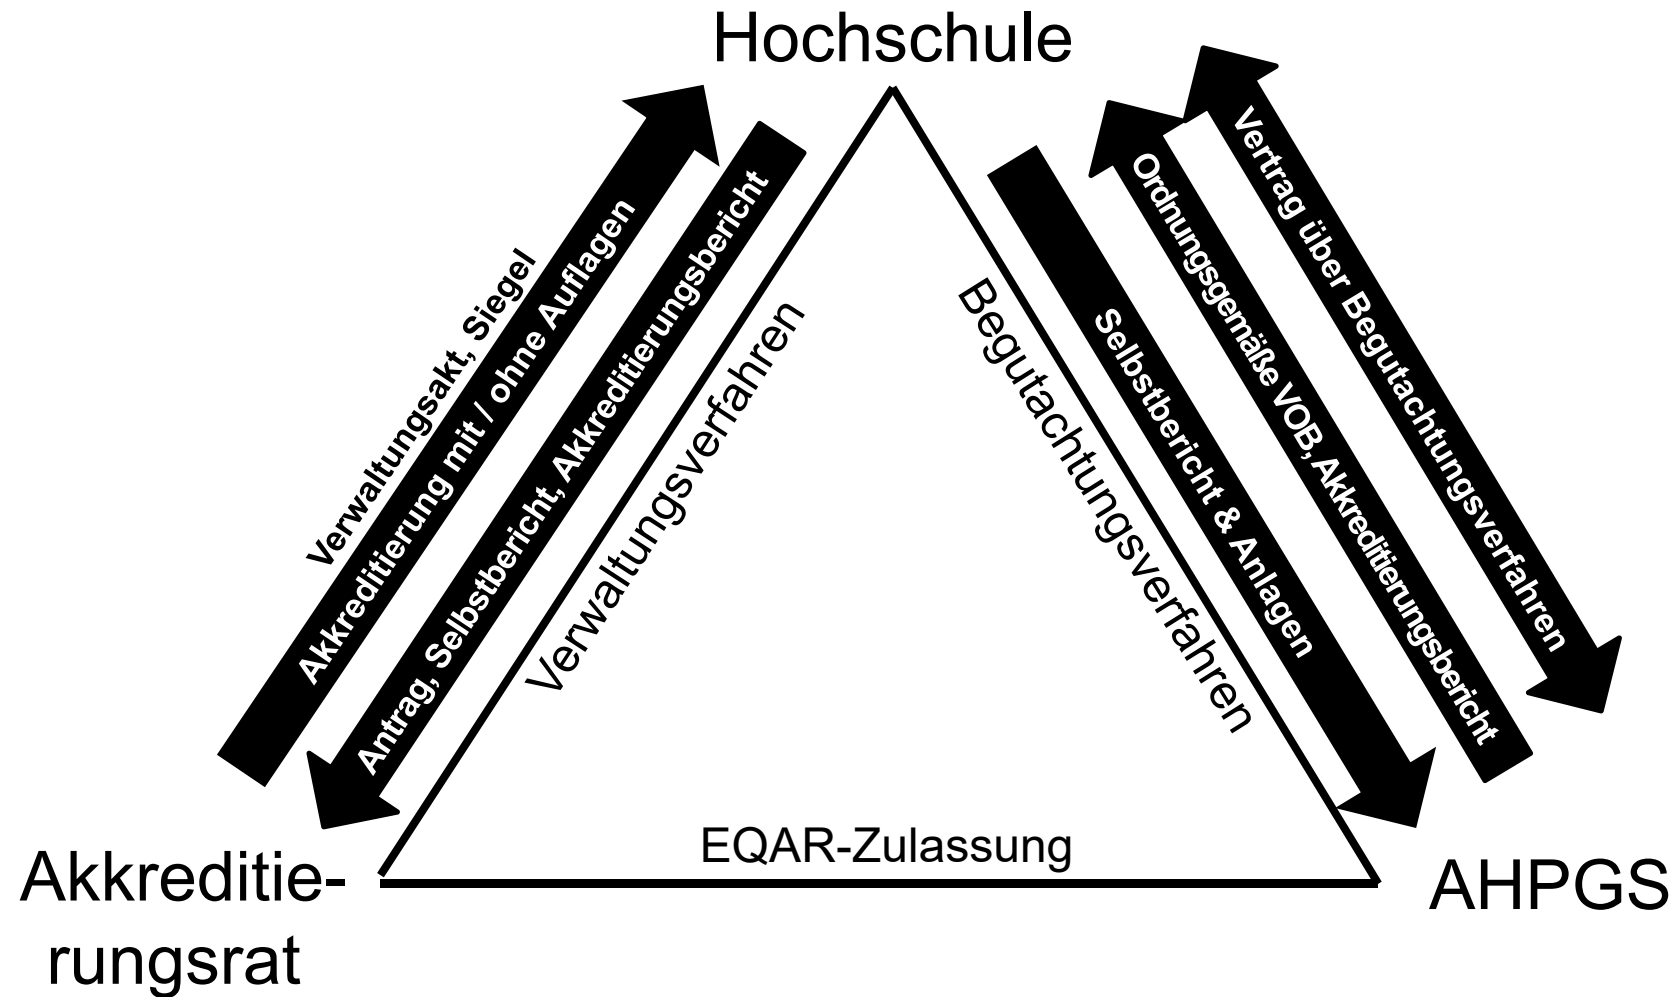 Hochschule
Verwaltungsakt, Siegel
Akkreditierung mit / ohne Auflagen
Antrag, Selbstbericht, Akkreditierungsbericht
Verwaltungsverfahren
Begutachtungsverfahren
Selbstbericht & Anlagen
Ordnungsgemäße VOB, Akkreditierungsbericht
Vertrag über Begutachtungsverfahren
EQAR-Zulassung
Akkreditie-
rungsrat
AHPGS